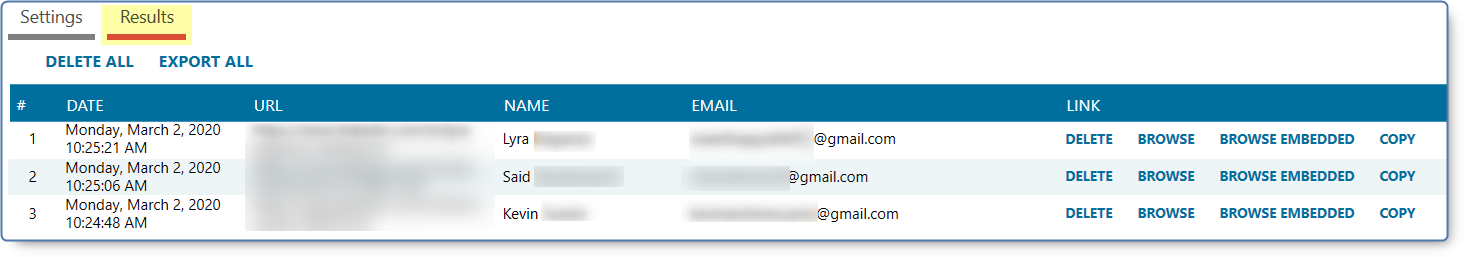 Settings Results
DELETE ALL EXPORT ALL
# DATE URL NAME EMAIL LINK
1 Monday, March 2, 2020 Lyra @gmail.com DELETE BROWSE BROWSE EMBEDDED COPY
10:25:21 AM
2 Monday, March 2, 2020 Said @gmail.com DELETE BROWSE BROWSE EMBEDDED COPY
10:25:06 AM
3 Monday, March 2, 2020 Kevin @gmail.com DELETE BROWSE BROWSE EMBEDDED COPY
10:24:48 AM